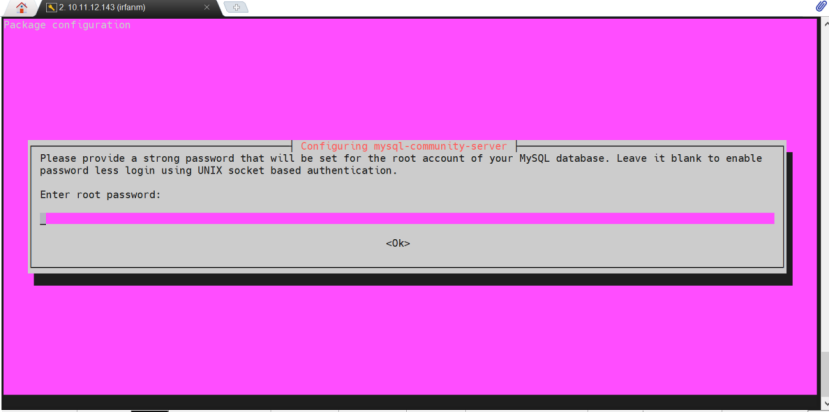 2. 10.11.12.143 (irfanm)
Package configuration
Configuring mysql-community-server
Please provide a strong password that will be set for the root account of your MySQL database. Leave it blank to enable
password less login using UNIX socket based authentication.
Enter root password:
<Ok>